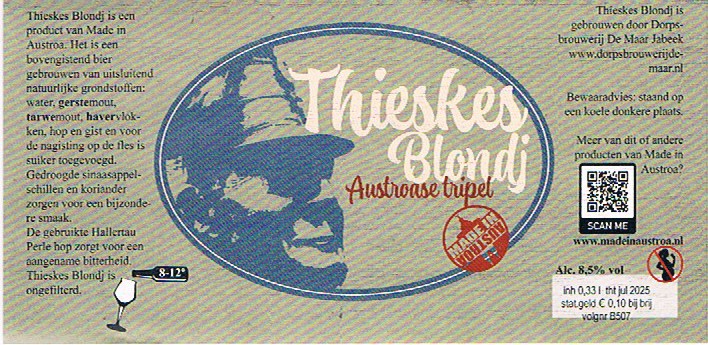 Thieskes Blondj is een
product van Made in
Austroa. Het is een
bovengistend bier
gebrouwen van uitsluitend
natuurlijke grondstoffen:
water, gerstemout,
tarwemout, havervlok-
ken, hop en gist en voor
de nagisting op de fles is
suiker toegevoegd.
Gedroogde sinaasappel-
schillen en koriander
zorgen voor een bijzonde-
re smaak.
De gebruikte Hallertau
Perle hop zorgt voor een
aangename bitterheid.
Thieskes Blondj is
ongefilterd.
8-12°
Thieskes
Blondj
Austroase tripel
MADE IN
AUSTROA
Thieskes Blondj is
gebrouwen door Dorps-
brouwerij De Maar Jabeek
www.dorpsbrouwerijde-
maar.nl
Bewaaradvies: staand op
een koele donkere plaats.
Meer van dit of andere
producten van Made in
Austroa?
SCAN ME
www.madeinaustroa.nl
Alc. 8,5% vol
inh 0,33 l tht jul 2025
stat.geld € 0,10 bij brij
volgnr B507